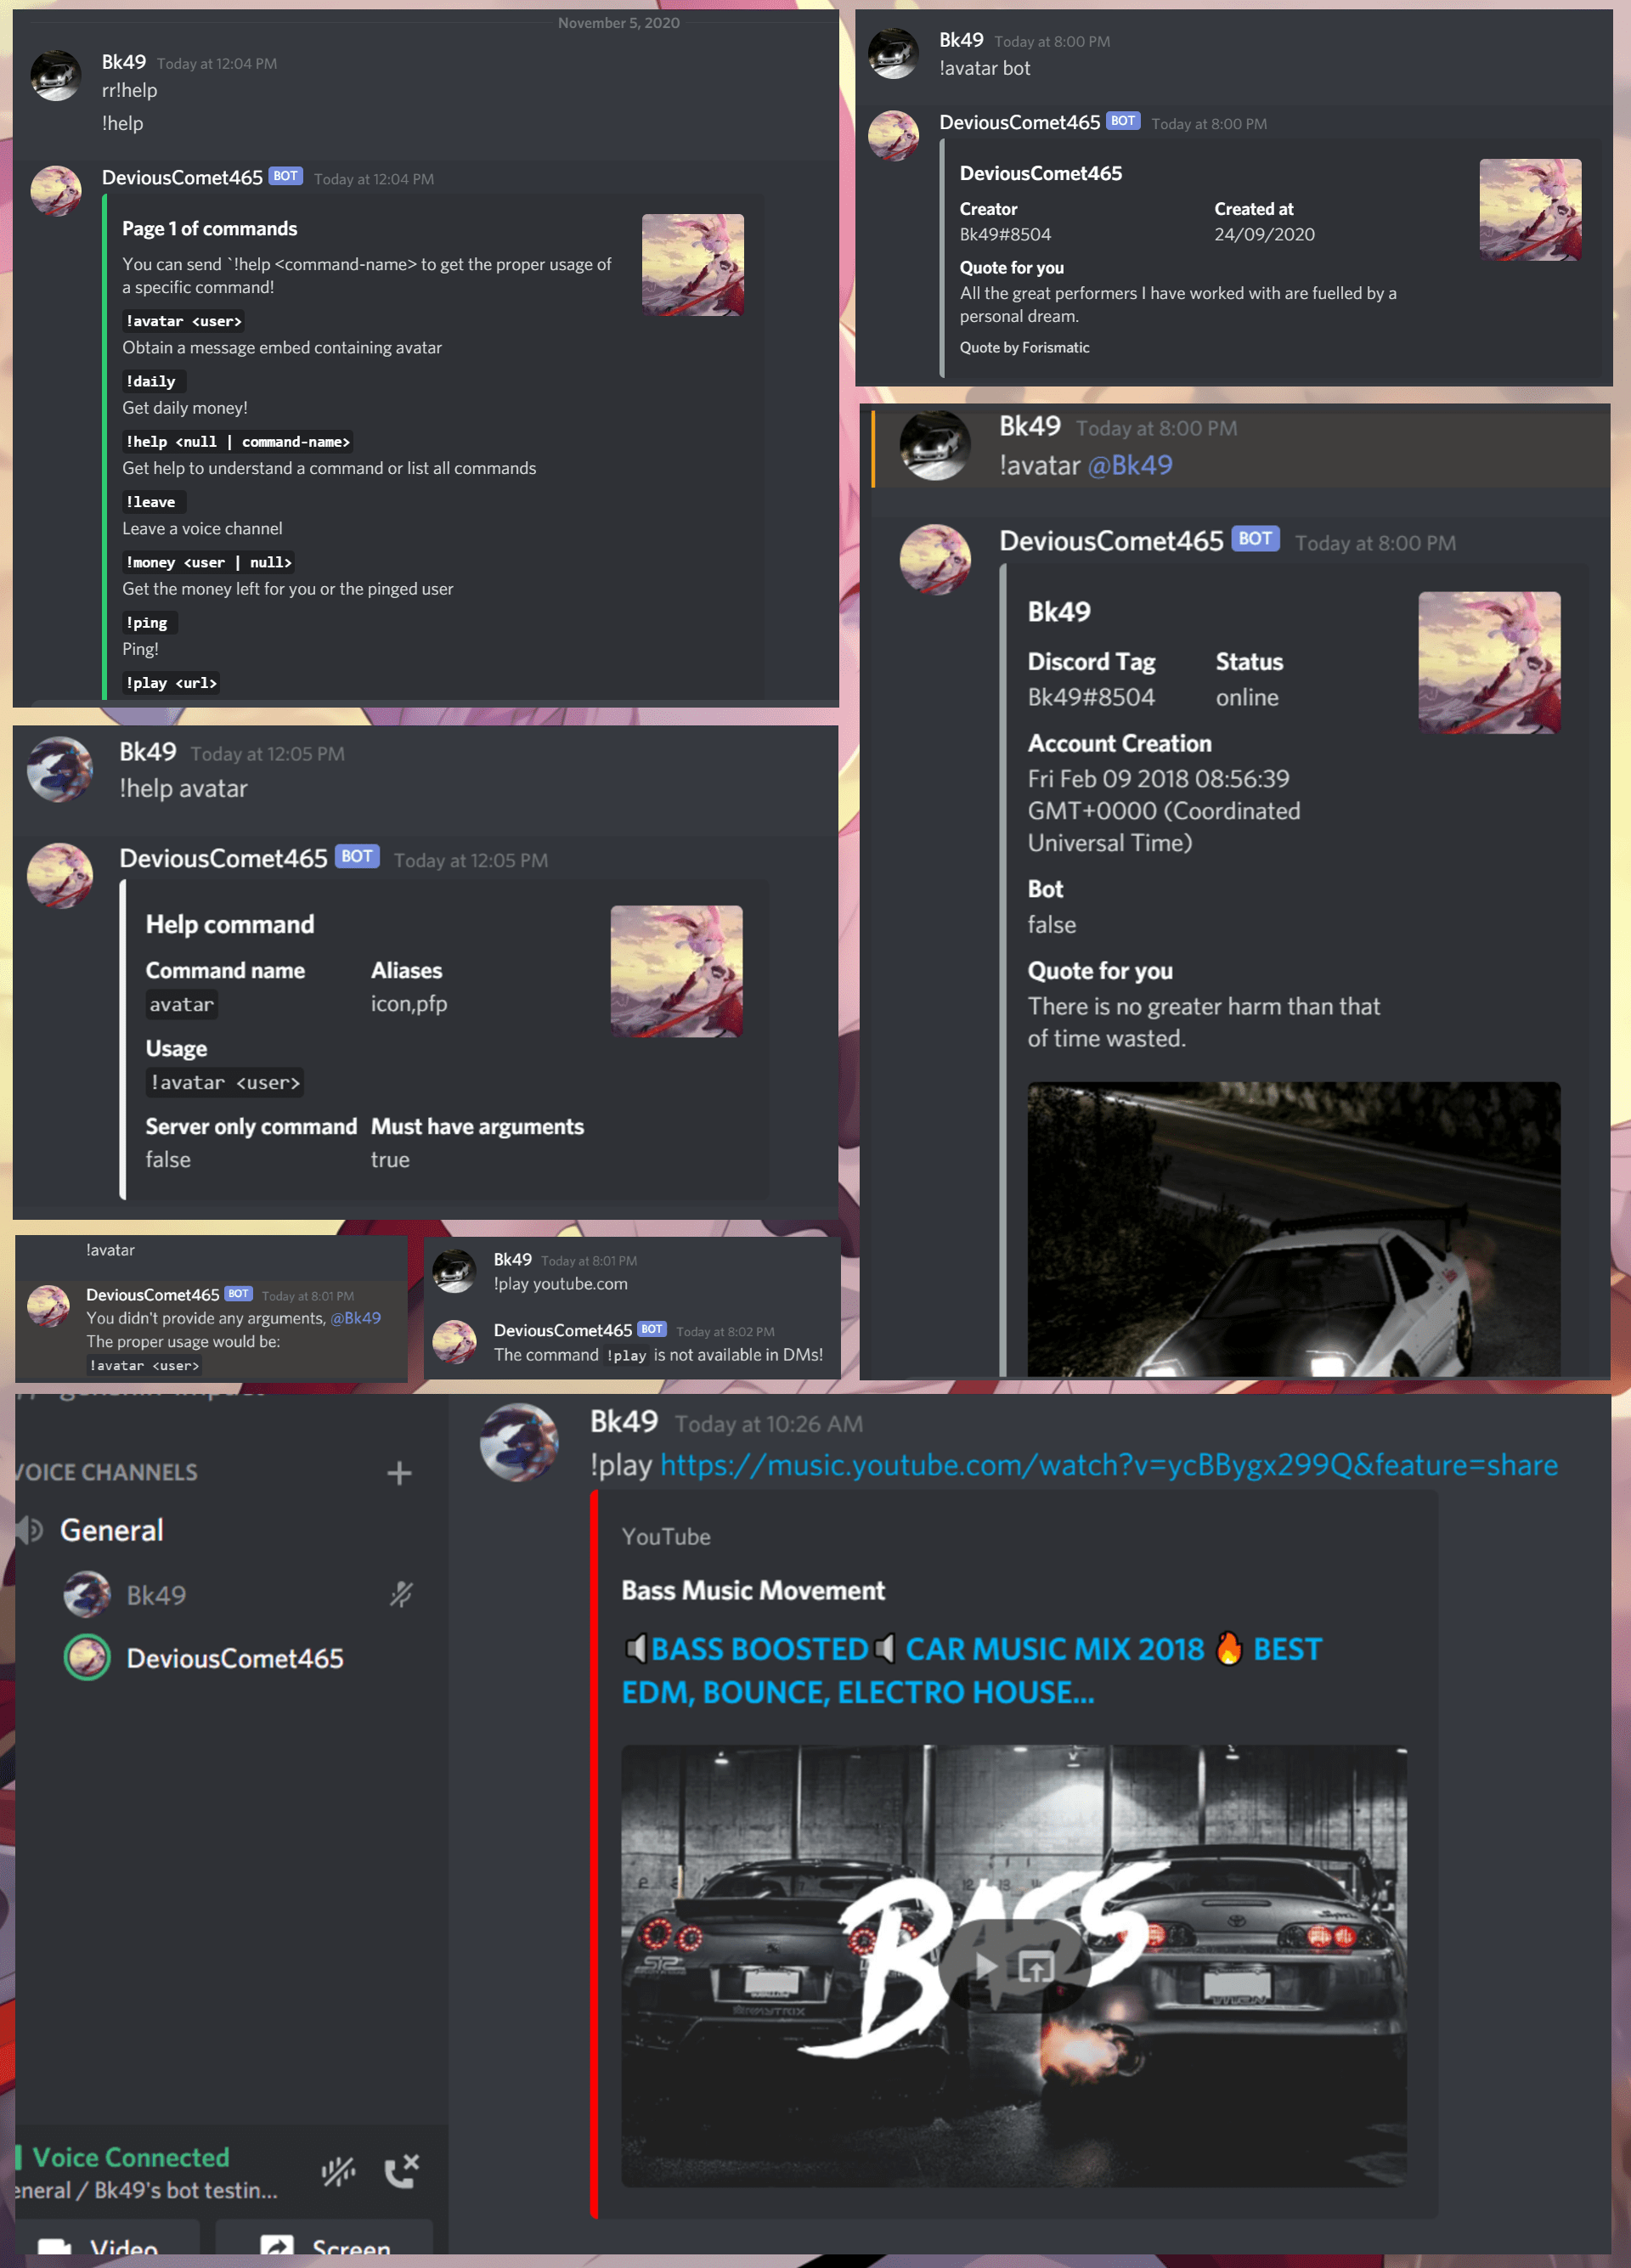 November 5, 2020
Bk49 Today at 12:04 PM
rr!help
!help
DeviousComet465 BOT Today at 12:04 PM
Page 1 of commands
You can send `!help <command-name> to get the proper usage of
a specific command!
!avatar <user>
Obtain a message embed containing avatar
!daily
Get daily money!
!help <null | command-name>
Get help to understand a command or list all commands
!leave
Leave a voice channel
!money <user | null>
Get the money left for you or the pinged user
!ping
Ping!
!play <url>
Bk49 Today at 8:00 PM
!avatar bot
DeviousComet465 BOT Today at 8:00 PM
DeviousComet465
Creator Created at
Bk49#8504 24/09/2020
Quote for you
All the great performers I have worked with are fuelled by a
personal dream.
Quote by Forismatic
Bk49 Today at 8:00 PM
!avatar @Bk49
DeviousComet465 BOT Today at 8:00 PM
Bk49
Discord Tag Status
Bk49#8504 online
Account Creation
Fri Feb 09 2018 08:56:39
GMT+0000 (Coordinated
Universal Time)
Bot
false
Quote for you
There is no greater harm than that
of time wasted.
Bk49 Today at 12:05 PM
!help avatar
DeviousComet465 BOT Today at 12:05 PM
Help command
Command name Aliases
avatar icon,pfp
Usage
!avatar <user>
Server only command Must have arguments
false true
!avatar
DeviousComet465 BOT Today at 8:01 PM
You didn't provide any arguments, @Bk49
The proper usage would be:
!avatar <user>
Bk49 Today at 8:01 PM
!play youtube.com
DeviousComet465 BOT Today at 8:02 PM
The command !play is not available in DMs!
VOICE CHANNELS
General
Bk49
DeviousComet465
Voice Connected
eneral / Bk49's bot testin...
Video Screen
Bk49 Today at 10:26 AM
!play https://music.youtube.com/watch?v=ycBBygx299Q&feature=share
YouTube
Bass Music Movement
🔈BASS BOOSTED🔈 CAR MUSIC MIX 2018 🔥 BEST
EDM, BOUNCE, ELECTRO HOUSE...
BASS